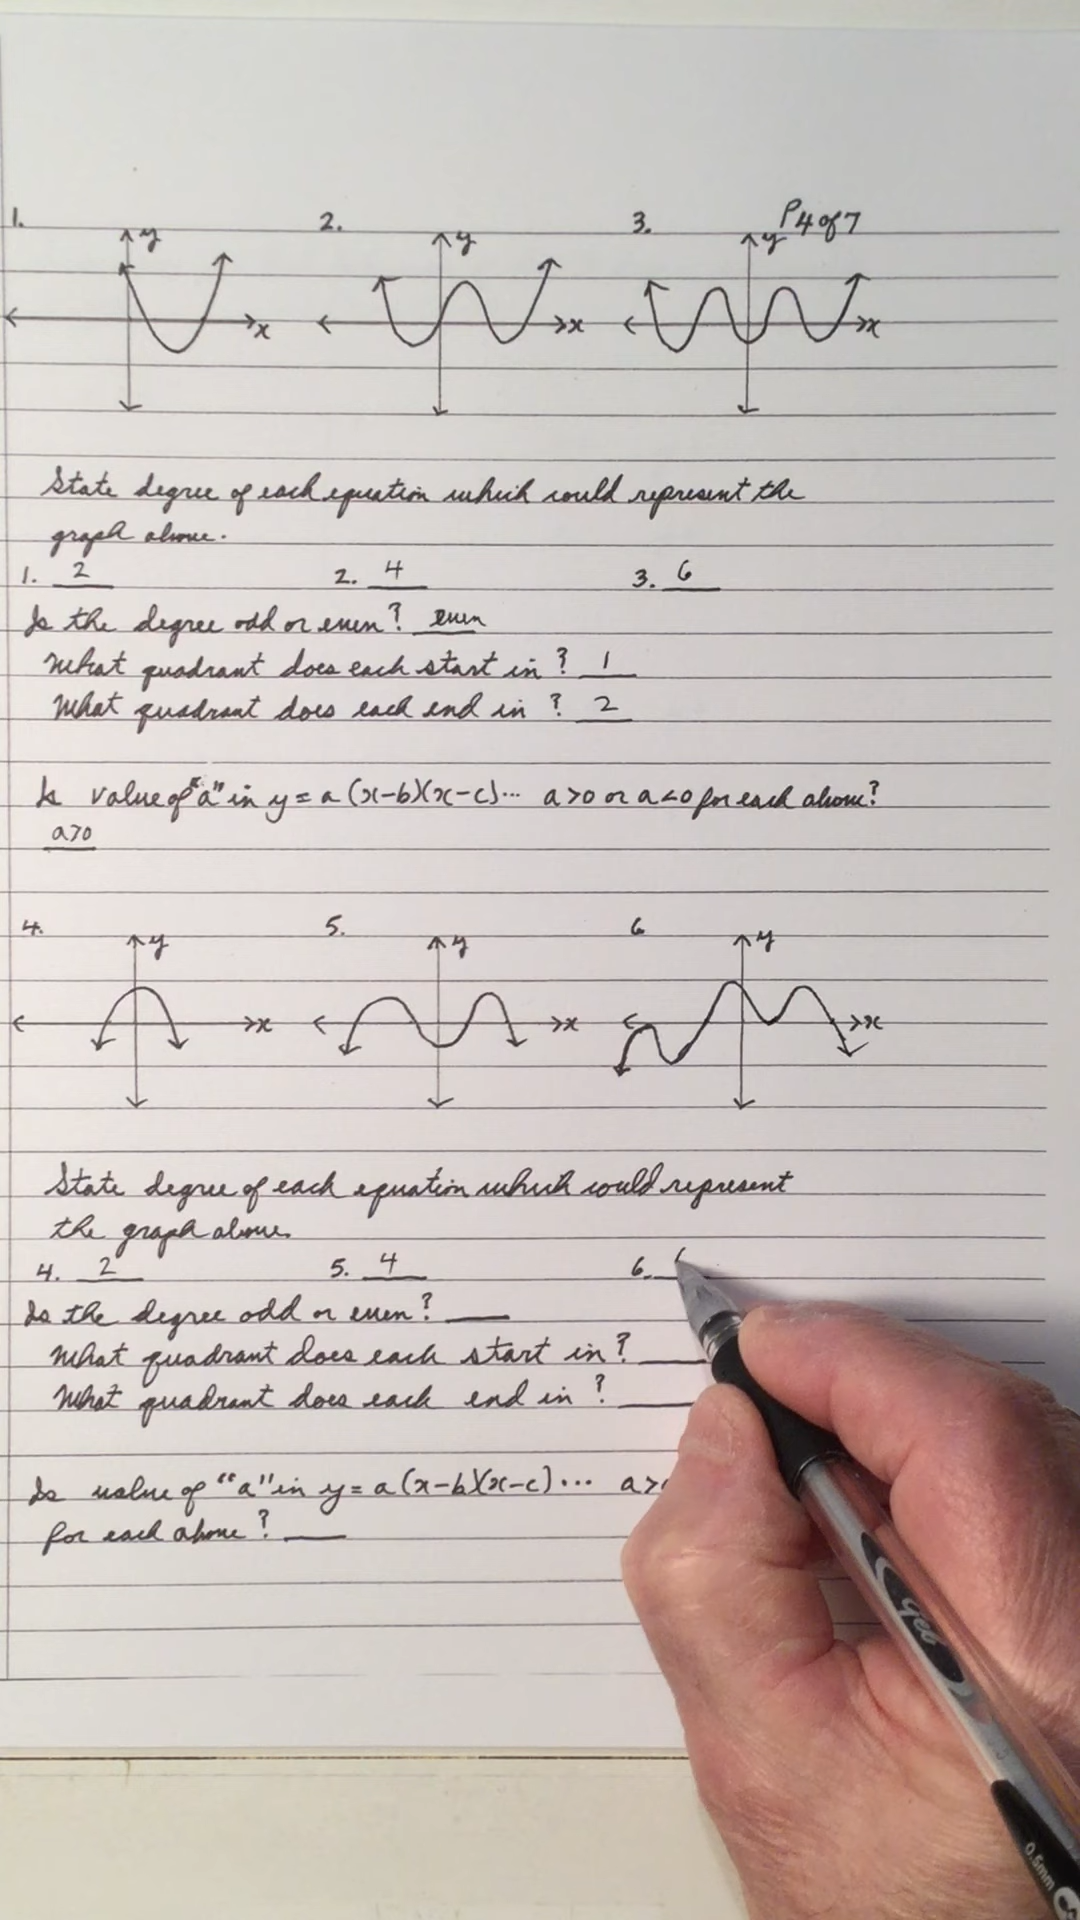 1. 2. 3. P4 of 7
y y y
x x x
State degree of each equation which could represent the
graph above.
1. 2 2. 4 3. 6
Is the degree odd or even? even
What quadrant does each start in? 1
What quadrant does each end in? 2
Is value of "a" in y = a (x-b)(x-c)... a>0 or a<0 for each above?
a>0
4. 5. 6
y y y
x x x
State degree of each equation which could represent
the graph above.
4. 2 5. 4 6.
Is the degree odd or even?
What quadrant does each start in?
What quadrant does each end in?
Is value of "a" in y = a (x-b)(x-c)... a>
for each above?
Gel
0.5mm